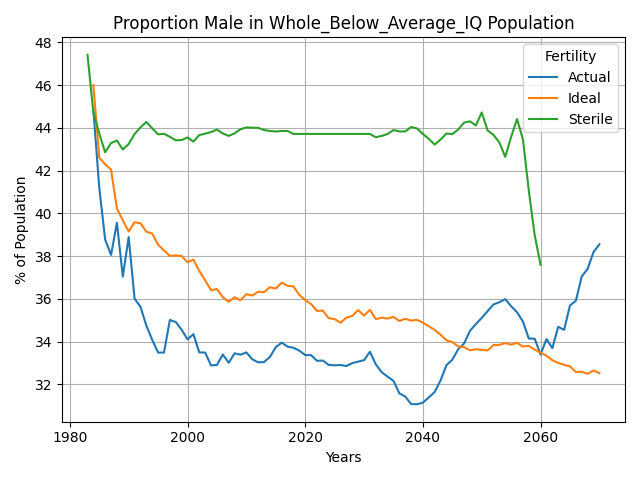 Proportion Male in Whole_Below_Average_IQ Population
48
46
44
42
40
38
36
34
32
% of Population
1980
2000
2020
2040
2060
Years
Fertility
Actual
Ideal
Sterile